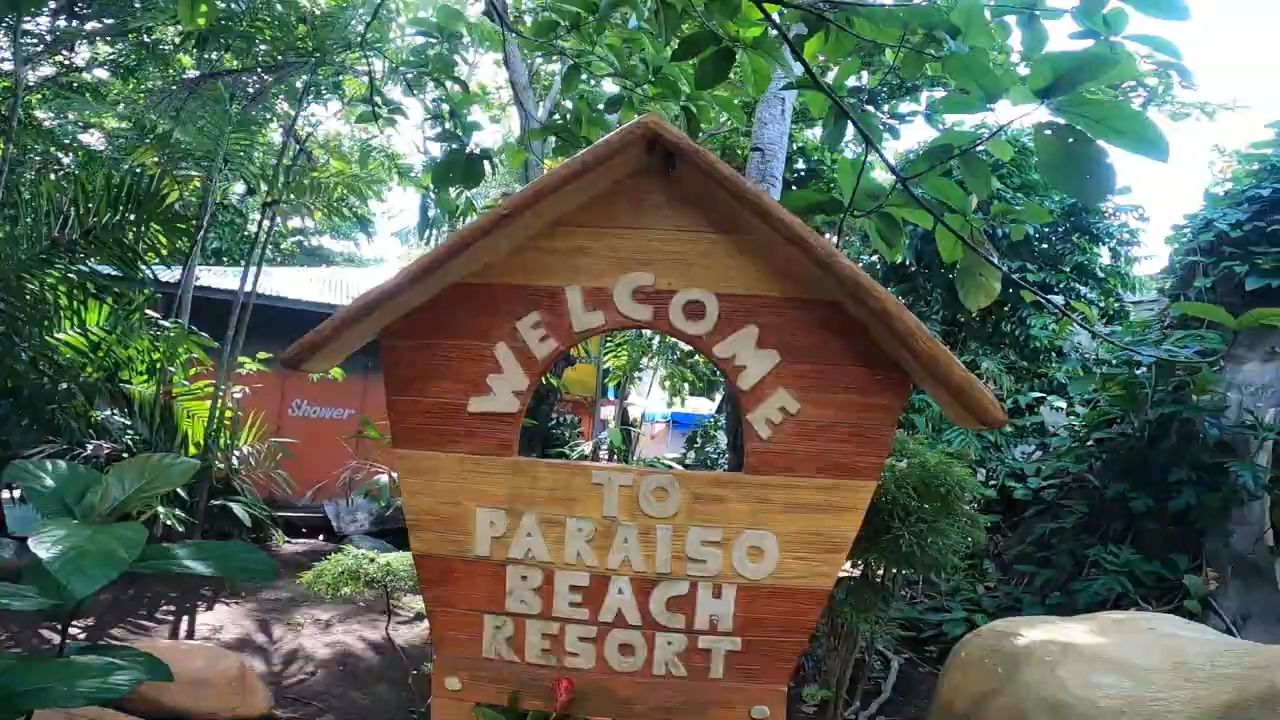 WELCOME
TO
PARAISO
BEACH
RESORT
Shower